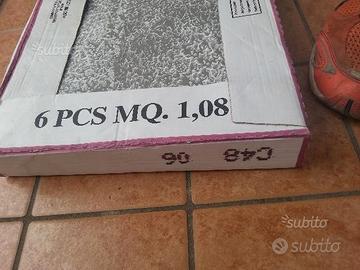 6 PCS MQ. 1,08
C48
06
subito
subito